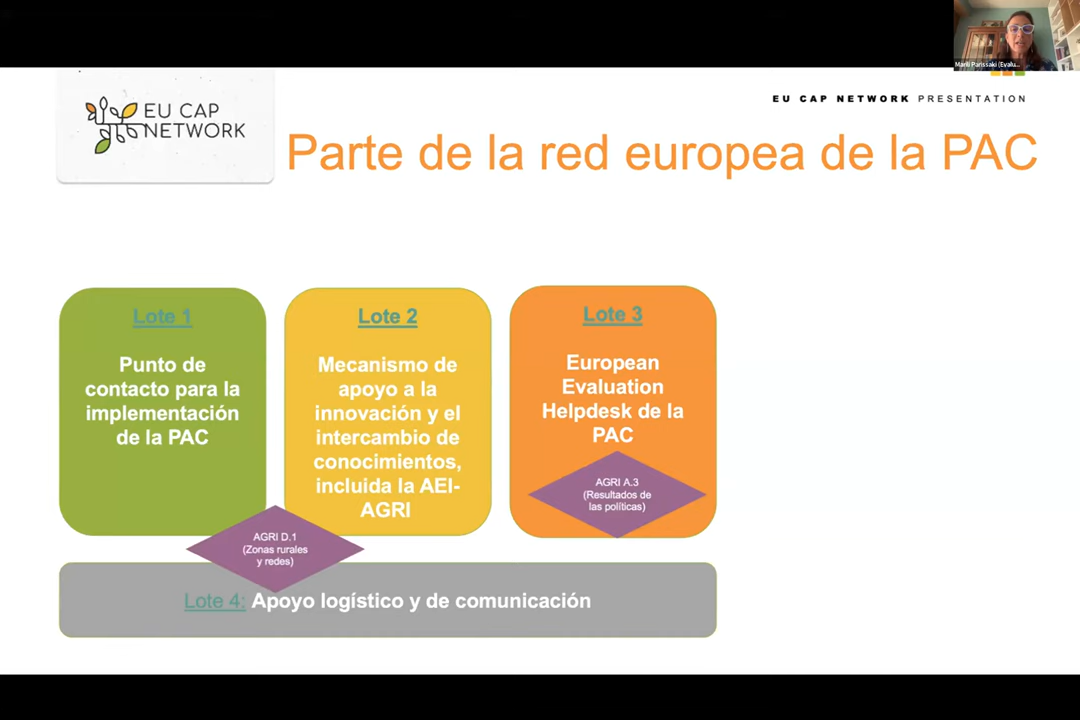 Marili Parissaki (Evalu...
EU CAP
NETWORK
EU CAP NETWORK PRESENTATION
Parte de la red europea de la PAC
Lote 1
Punto de
contacto para la
implementación
de la PAC
Lote 2
Mecanismo de
apoyo a la
innovación y el
intercambio de
conocimientos,
incluida la AEI-
AGRI
Lote 3
European
Evaluation
Helpdesk de la
PAC
AGRI A.3
(Resultados de
las políticas)
AGRI D.1
(Zonas rurales
y redes)
Lote 4: Apoyo logístico y de comunicación